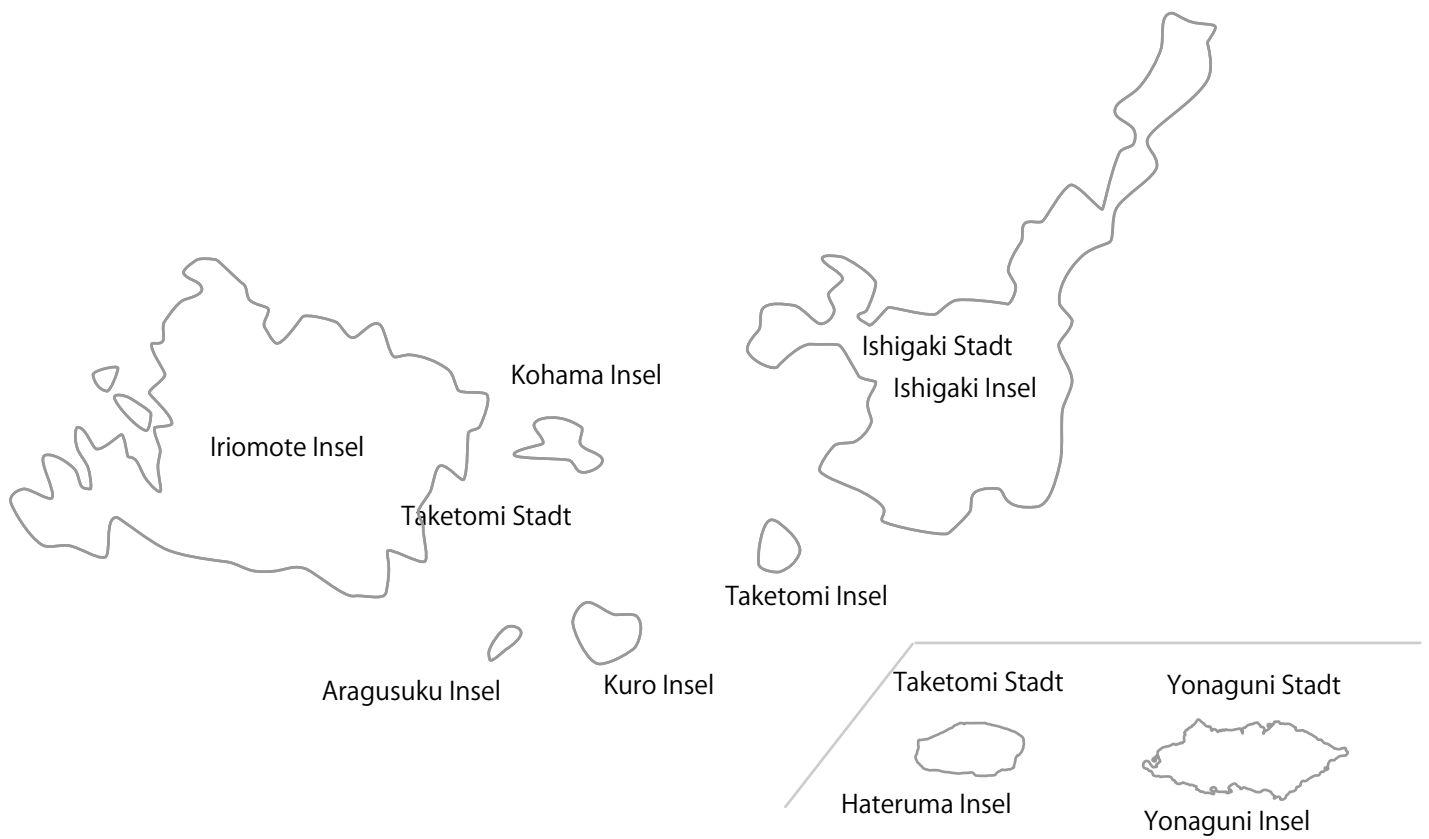 Ishigaki Stadt
Ishigaki Insel
Kohama Insel
Iriomote Insel
Taketomi Stadt
Taketomi Insel
Aragusuku Insel
Kuro Insel
Taketomi Stadt
Yonaguni Stadt
Hateruma Insel
Yonaguni Insel